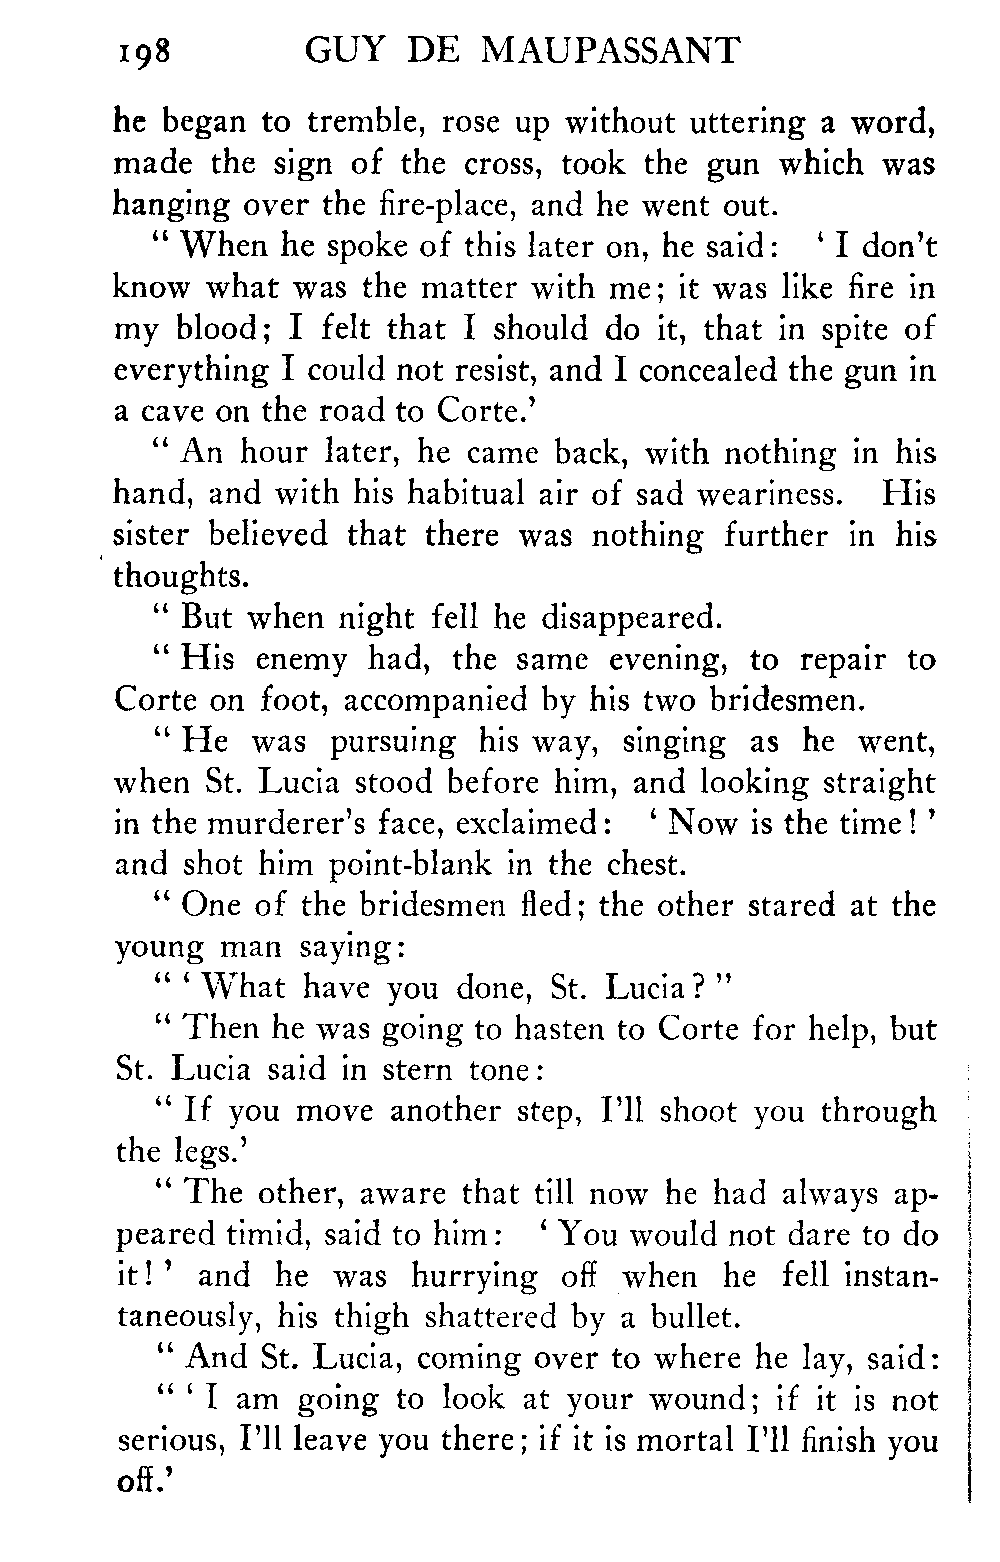 198 GUY DE MAUPASSANT
he began to tremble, rose up without uttering a word,
made the sign of the cross, took the gun which was
hanging over the fire-place, and he went out.
“ When he spoke of this later on, he said: ‘ I don’t
know what was the matter with me; it was like fire in
my blood; I felt that I should do it, that in spite of
everything I could not resist, and I concealed the gun in
a cave on the road to Corte.’
“ An hour later, he came back, with nothing in his
hand, and with his habitual air of sad weariness. His
sister believed that there was nothing further in his
thoughts.
“ But when night fell he disappeared.
“ His enemy had, the same evening, to repair to
Corte on foot, accompanied by his two bridesmen.
“ He was pursuing his way, singing as he went,
when St. Lucia stood before him, and looking straight
in the murderer’s face, exclaimed: ‘ Now is the time! ’
and shot him point-blank in the chest.
“ One of the bridesmen fled; the other stared at the
young man saying:
“ ‘ What have you done, St. Lucia? ”
“ Then he was going to hasten to Corte for help, but
St. Lucia said in stern tone:
“ If you move another step, I’ll shoot you through
the legs.’
“ The other, aware that till now he had always ap-
peared timid, said to him: ‘ You would not dare to do
it! ’ and he was hurrying off when he fell instan-
taneously, his thigh shattered by a bullet.
“ And St. Lucia, coming over to where he lay, said:
“ ‘ I am going to look at your wound; if it is not
serious, I’ll leave you there; if it is mortal I’ll finish you
off.’